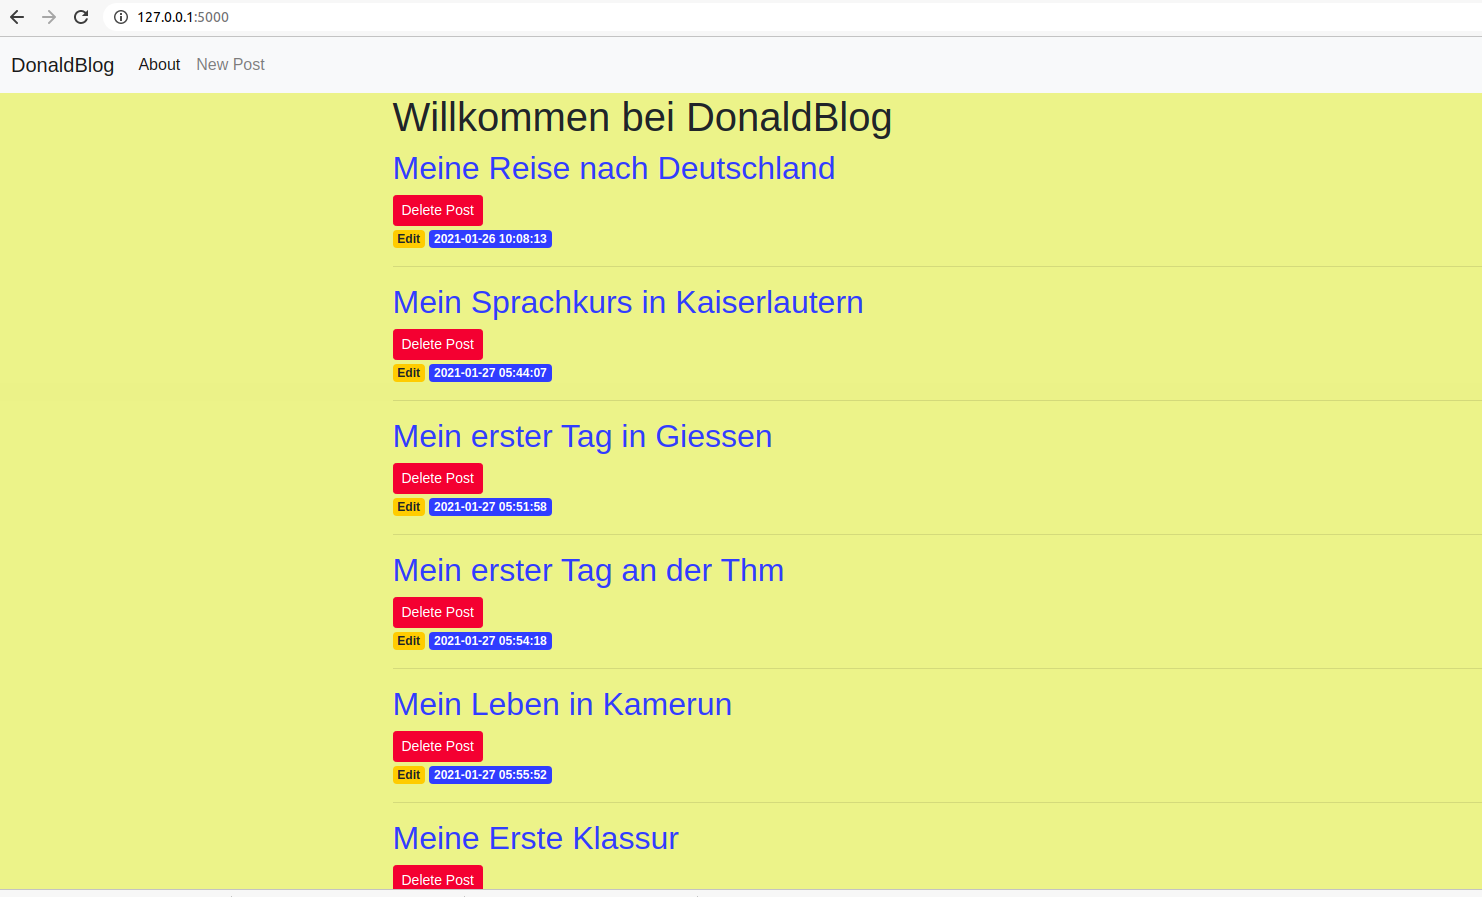 127.0.0.1:5000
DonaldBlog About New Post
Willkommen bei DonaldBlog
Meine Reise nach Deutschland
Delete Post
Edit 2021-01-26 10:08:13
Mein Sprachkurs in Kaiserlautern
Delete Post
Edit 2021-01-27 05:44:07
Mein erster Tag in Giessen
Delete Post
Edit 2021-01-27 05:51:58
Mein erster Tag an der Thm
Delete Post
Edit 2021-01-27 05:54:18
Mein Leben in Kamerun
Delete Post
Edit 2021-01-27 05:55:52
Meine Erste Klassur
Delete Post